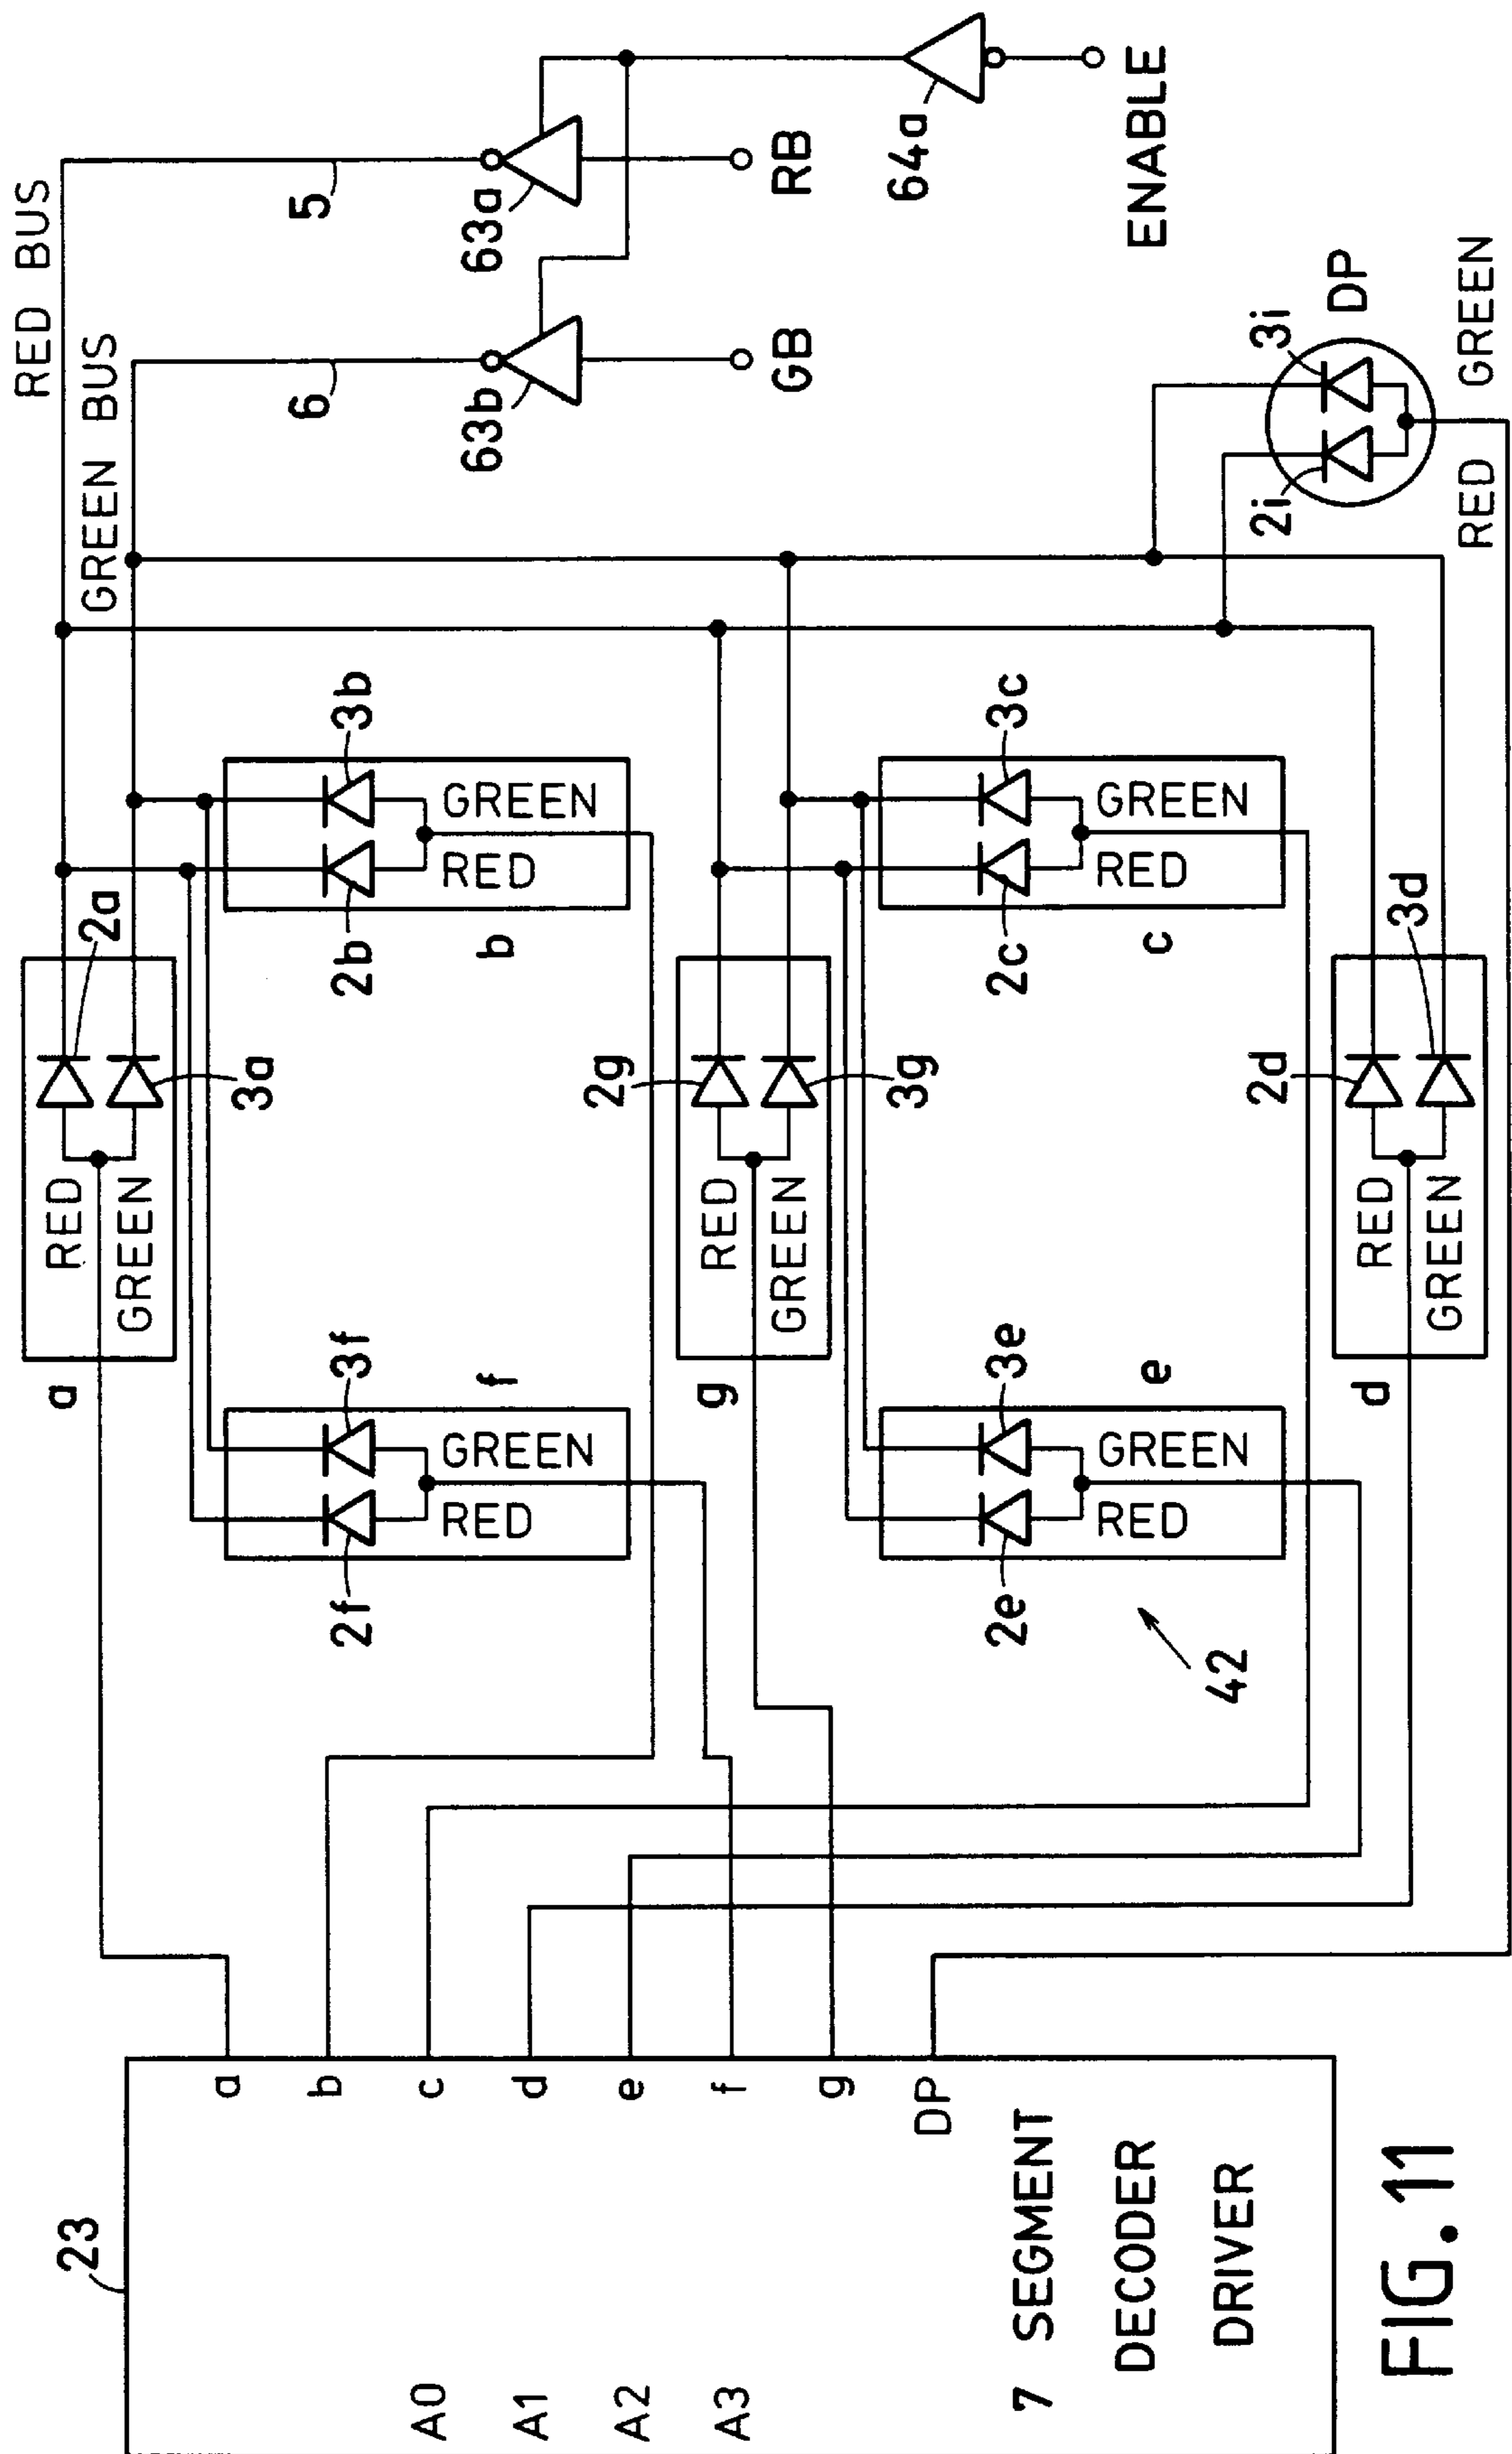 23
A0
A1
A2
A3
a
b
c
d
e
f
g
DP
7 SEGMENT
DECODER
DRIVER
a
RED
GREEN
2a
3a
2f
3f
f
RED
GREEN
2b
3b
b
RED
GREEN
g
RED
GREEN
2g
3g
2e
3e
e
RED
GREEN
2c
3c
c
RED
GREEN
42
d
RED
GREEN
2d
3d
RED BUS
GREEN BUS
5
6
63b
63a
GB
RB
64a
ENABLE
2i
3i
DP
RED
GREEN
FIG. 11